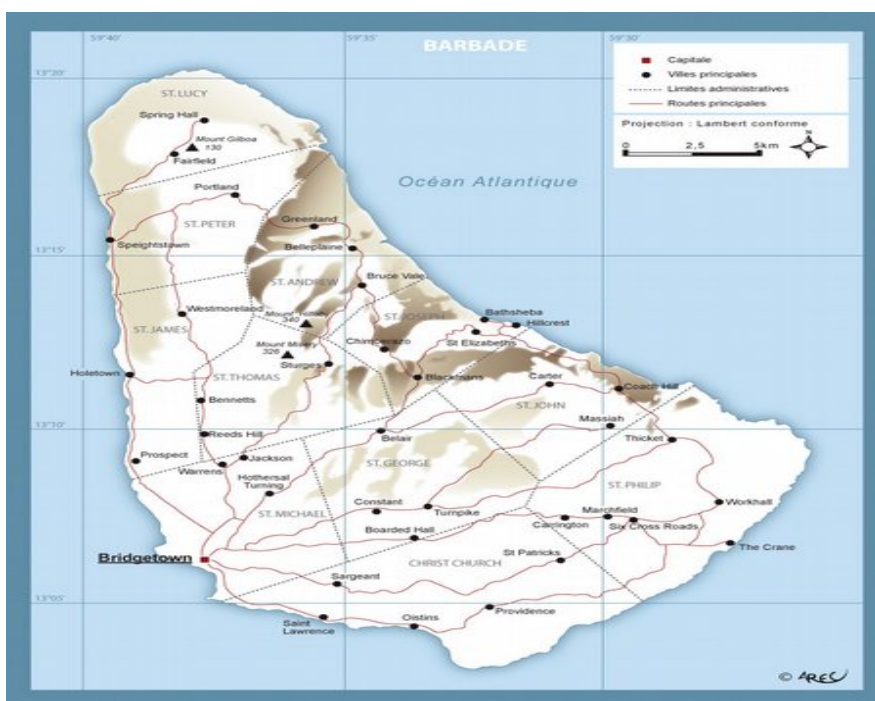 59°40'
59°35'
59°30'
BARBADE
Capitale
Villes principales
Limites administratives
Routes principales
Projection : Lambert conforme
N
0 2,5 5km
13°20'
ST. LUCY
Spring Hall
Mount Gilboa
130
Fairfield
Océan Atlantique
Portland
ST. PETER
Greenland
Speightstown
Belleplaine
13°15'
Bruce Vale
ST. ANDREW
Westmoreland
Mount Hillaby
340
ST. JOSEPH
Bathsheba
Hillcrest
ST. JAMES
St Elizabeths
Mount Misery
326
Chimborazo
Sturges
Holetown
ST. THOMAS
Blackmans
Carter
Coach Hill
Bennetts
ST. JOHN
13°10'
Massiah
Reeds Hill
Belair
Thicket
Prospect
Jackson
Warrens
ST. GEORGE
Hothersal
Turning
ST. PHILIP
Constant
Turnpike
Marchfield
Workhall
ST. MICHAEL
Carrington
Six Cross Roads
Boarded Hall
The Crane
Bridgetown
St Patricks
CHRIST CHURCH
Sargeant
13°05'
Providence
Saint
Lawrence
Oistins
© AREC